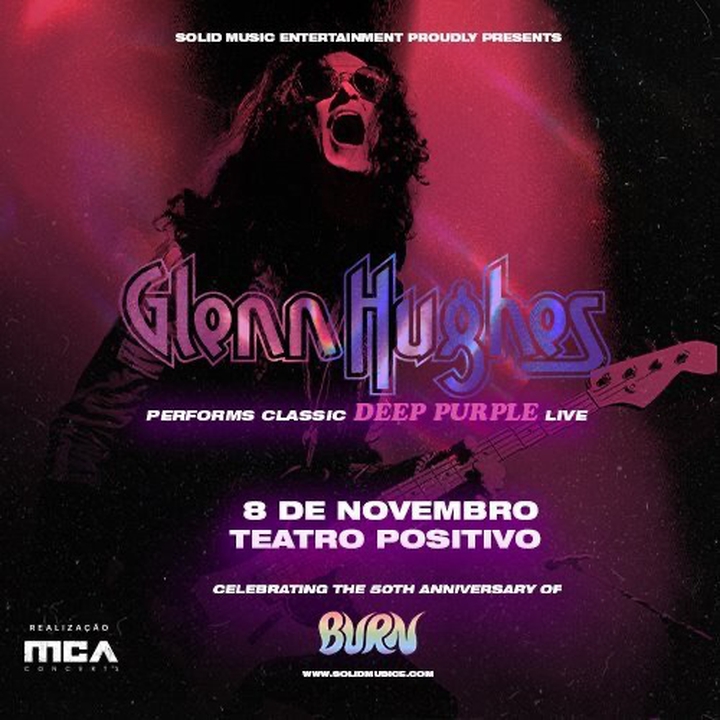 SOLID MUSIC ENTERTAINMENT PROUDLY PRESENTS
Glenn Hughes
PERFORMS CLASSIC DEEP PURPLE LIVE
8 DE NOVEMBRO
TEATRO POSITIVO
CELEBRATING THE 50TH ANNIVERSARY OF
BURN
WWW.SOLIDMUSICE.COM
REALIZAÇÃO
MCA
CONCERTS